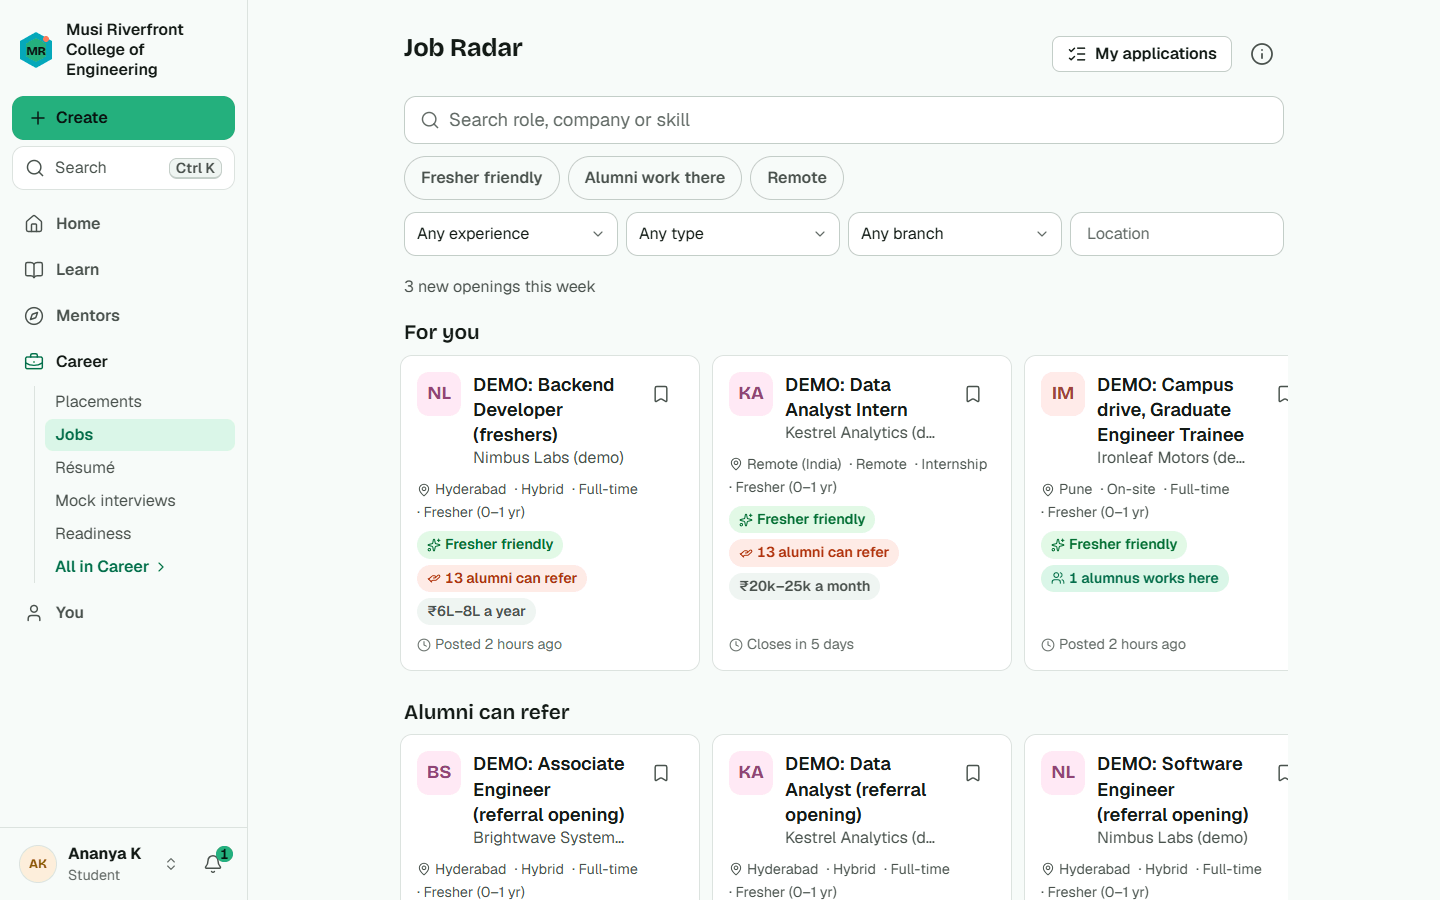 MR
Musi Riverfront
College of
Engineering
Create
Search Ctrl K
Home
Learn
Mentors
Career
Placements
Jobs
Résumé
Mock interviews
Readiness
All in Career
You
AK
Ananya K
Student
1
Job Radar
My applications
Search role, company or skill
Fresher friendly
Alumni work there
Remote
Any experience
Any type
Any branch
Location
3 new openings this week
For you
NL
DEMO: Backend
Developer
(freshers)
Nimbus Labs (demo)
Hyderabad · Hybrid · Full-time
· Fresher (0–1 yr)
Fresher friendly
13 alumni can refer
₹6L–8L a year
Posted 2 hours ago
KA
DEMO: Data
Analyst Intern
Kestrel Analytics (d...
Remote (India) · Remote · Internship
· Fresher (0–1 yr)
Fresher friendly
13 alumni can refer
₹20k–25k a month
Closes in 5 days
IM
DEMO: Campus
drive, Graduate
Engineer Trainee
Ironleaf Motors (de...
Pune · On-site · Full-time
· Fresher (0–1 yr)
Fresher friendly
1 alumnus works here
Posted 2 hours ago
Alumni can refer
BS
DEMO: Associate
Engineer
(referral opening)
Brightwave System...
Hyderabad · Hybrid · Full-time
· Fresher (0–1 yr)
KA
DEMO: Data
Analyst (referral
opening)
Kestrel Analytics (d...
Hyderabad · Hybrid · Full-time
· Fresher (0–1 yr)
NL
DEMO: Software
Engineer
(referral opening)
Nimbus Labs (demo)
Hyderabad · Hybrid · Full-time
· Fresher (0–1 yr)